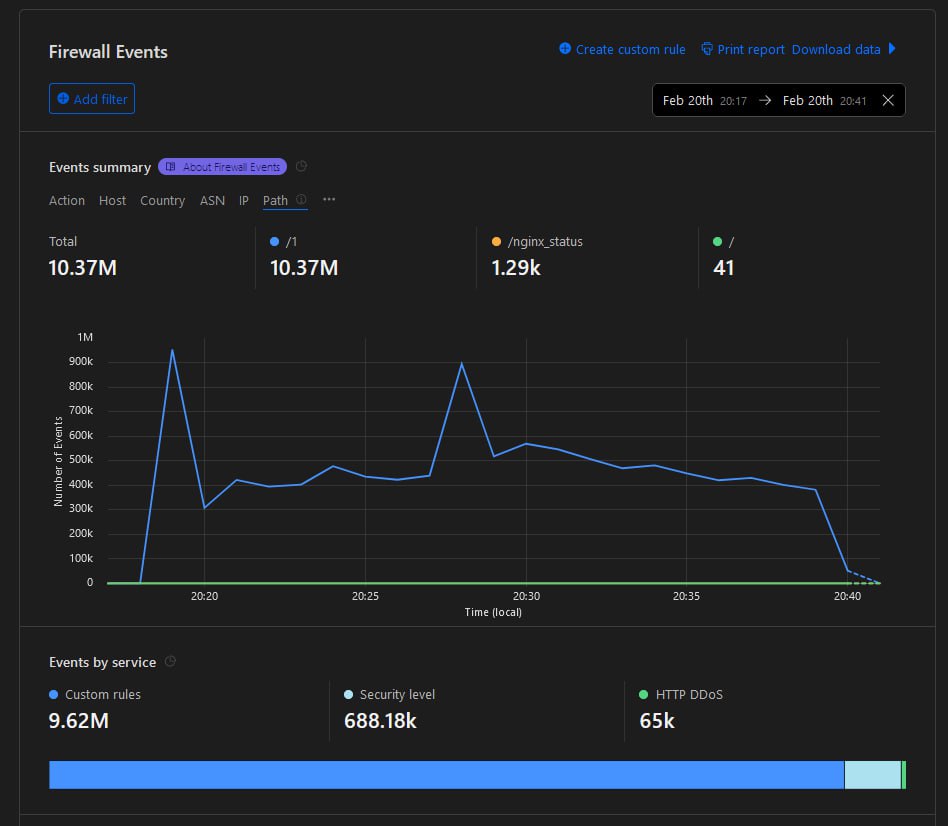 Firewall Events
Create custom rule Print report Download data
Add filter
Feb 20th 20:17 → Feb 20th 20:41
Events summary About Firewall Events
Action Host Country ASN IP Path ...
Total /1 /nginx_status /
10.37M 10.37M 1.29k 41
1M
900k
800k
700k
600k
500k
400k
300k
200k
100k
0
Number of Events
20:20 20:25 20:30 20:35 20:40
Time (local)
Events by service
Custom rules Security level HTTP DDoS
9.62M 688.18k 65k